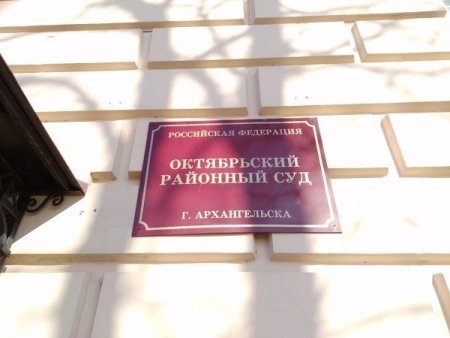 РОССИЙСКАЯ ФЕДЕРАЦИЯ
ОКТЯБРЬСКИЙ
РАЙОННЫЙ СУД
Г. АРХАНГЕЛЬСКА